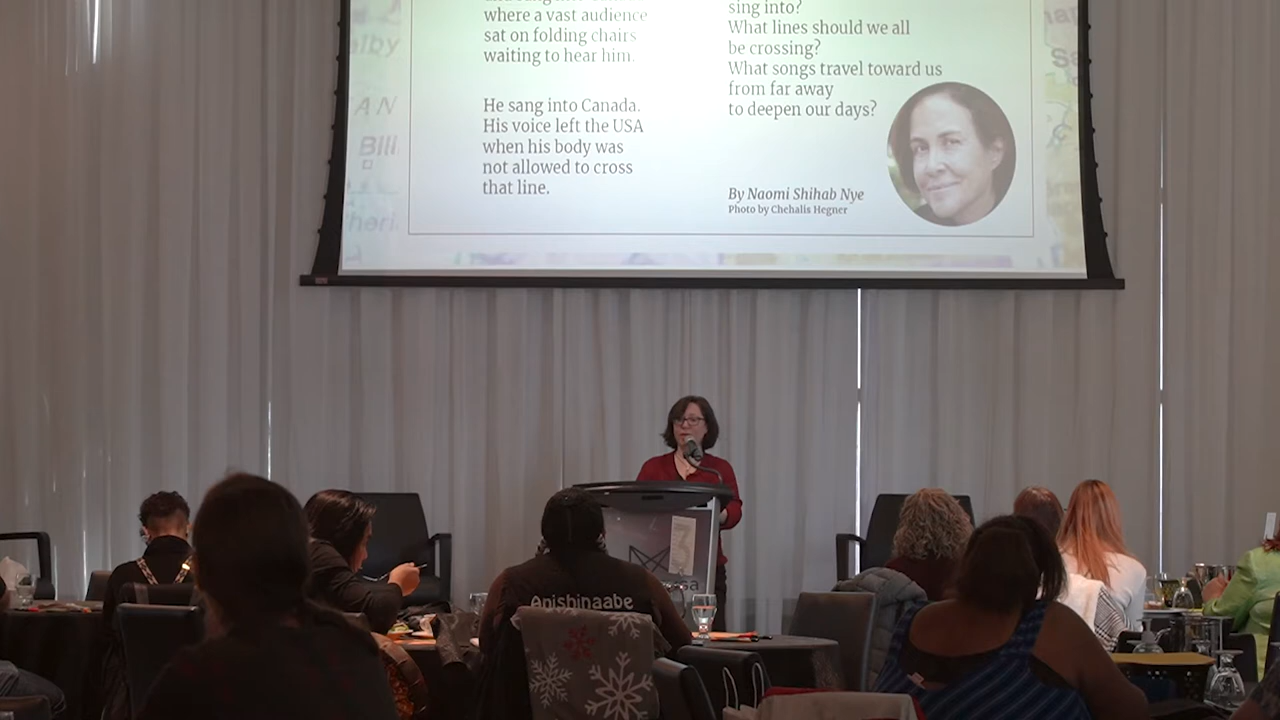 where a vast audience
sat on folding chairs
waiting to hear him.
He sang into Canada.
His voice left the USA
when his body was
not allowed to cross
that line.
sing into?
What lines should we all
be crossing?
What songs travel toward us
from far away
to deepen our days?
By Naomi Shihab Nye
Photo by Chehalis Hegner
Anishinaabe